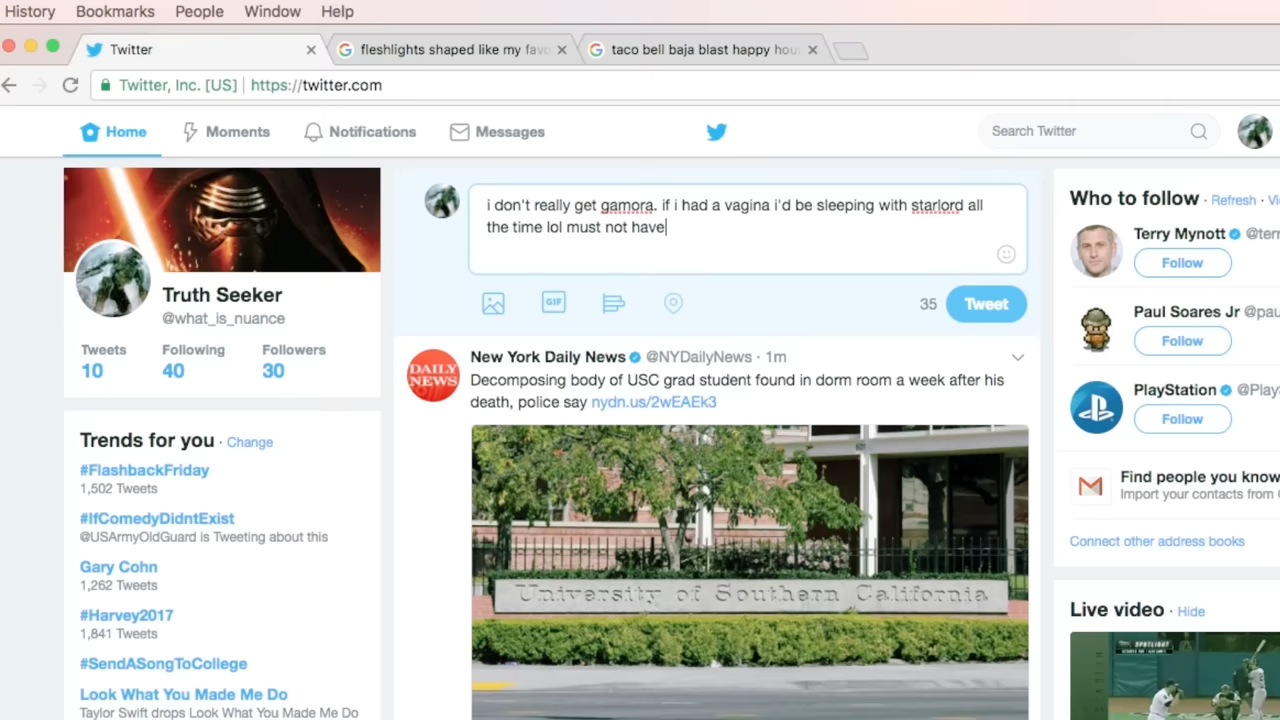 History Bookmarks People Window Help
Twitter
fleshlights shaped like my favo
taco bell baja blast happy hou
Twitter, Inc. [US] https://twitter.com
Home Moments Notifications Messages
Search Twitter
i don't really get gamora. if i had a vagina i'd be sleeping with starlord all
the time lol must not have
GIF
35 Tweet
Truth Seeker
@what_is_nuance
Tweets Following Followers
10 40 30
Trends for you · Change
#FlashbackFriday
1,502 Tweets
#IfComedyDidntExist
@USArmyOldGuard is Tweeting about this
Gary Cohn
1,262 Tweets
#Harvey2017
1,841 Tweets
#SendASongToCollege
Look What You Made Me Do
Taylor Swift drops Look What You Made Me Do
DAILY
NEWS
New York Daily News @NYDailyNews · 1m
Decomposing body of USC grad student found in dorm room a week after his
death, police say nydn.us/2wEAEk3
University of Southern California
Who to follow · Refresh · Vi
Terry Mynott @terr
Follow
Paul Soares Jr @pau
Follow
PlayStation @Play
Follow
Find people you know
Import your contacts from G
Connect other address books
Live video · Hide
SPOTLIGHT